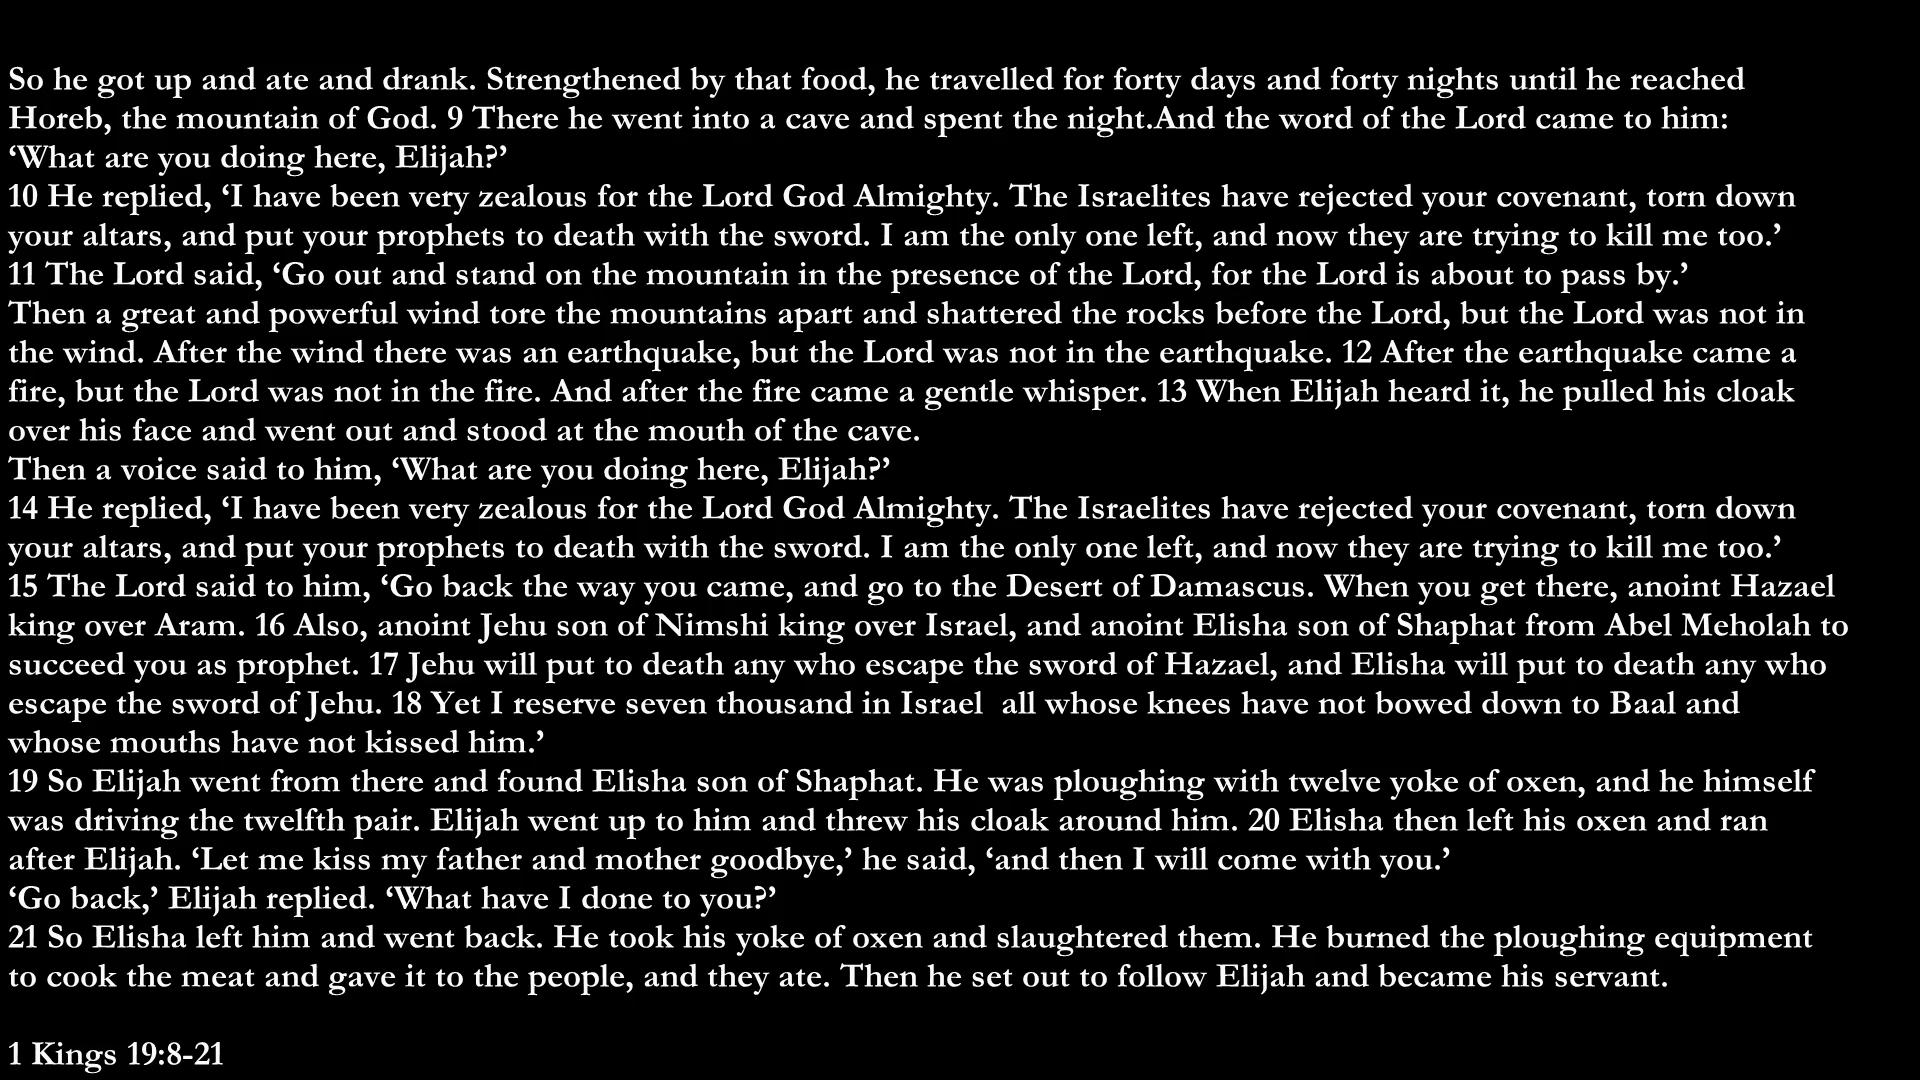 So he got up and ate and drank. Strengthened by that food, he travelled for forty days and forty nights until he reached
Horeb, the mountain of God. 9 There he went into a cave and spent the night.And the word of the Lord came to him:
‘What are you doing here, Elijah?’
10 He replied, ‘I have been very zealous for the Lord God Almighty. The Israelites have rejected your covenant, torn down
your altars, and put your prophets to death with the sword. I am the only one left, and now they are trying to kill me too.’
11 The Lord said, ‘Go out and stand on the mountain in the presence of the Lord, for the Lord is about to pass by.’
Then a great and powerful wind tore the mountains apart and shattered the rocks before the Lord, but the Lord was not in
the wind. After the wind there was an earthquake, but the Lord was not in the earthquake. 12 After the earthquake came a
fire, but the Lord was not in the fire. And after the fire came a gentle whisper. 13 When Elijah heard it, he pulled his cloak
over his face and went out and stood at the mouth of the cave.
Then a voice said to him, ‘What are you doing here, Elijah?’
14 He replied, ‘I have been very zealous for the Lord God Almighty. The Israelites have rejected your covenant, torn down
your altars, and put your prophets to death with the sword. I am the only one left, and now they are trying to kill me too.’
15 The Lord said to him, ‘Go back the way you came, and go to the Desert of Damascus. When you get there, anoint Hazael
king over Aram. 16 Also, anoint Jehu son of Nimshi king over Israel, and anoint Elisha son of Shaphat from Abel Meholah to
succeed you as prophet. 17 Jehu will put to death any who escape the sword of Hazael, and Elisha will put to death any who
escape the sword of Jehu. 18 Yet I reserve seven thousand in Israel  all whose knees have not bowed down to Baal and
whose mouths have not kissed him.’
19 So Elijah went from there and found Elisha son of Shaphat. He was ploughing with twelve yoke of oxen, and he himself
was driving the twelfth pair. Elijah went up to him and threw his cloak around him. 20 Elisha then left his oxen and ran
after Elijah. ‘Let me kiss my father and mother goodbye,’ he said, ‘and then I will come with you.’
‘Go back,’ Elijah replied. ‘What have I done to you?’
21 So Elisha left him and went back. He took his yoke of oxen and slaughtered them. He burned the ploughing equipment
to cook the meat and gave it to the people, and they ate. Then he set out to follow Elijah and became his servant.
1 Kings 19:8-21